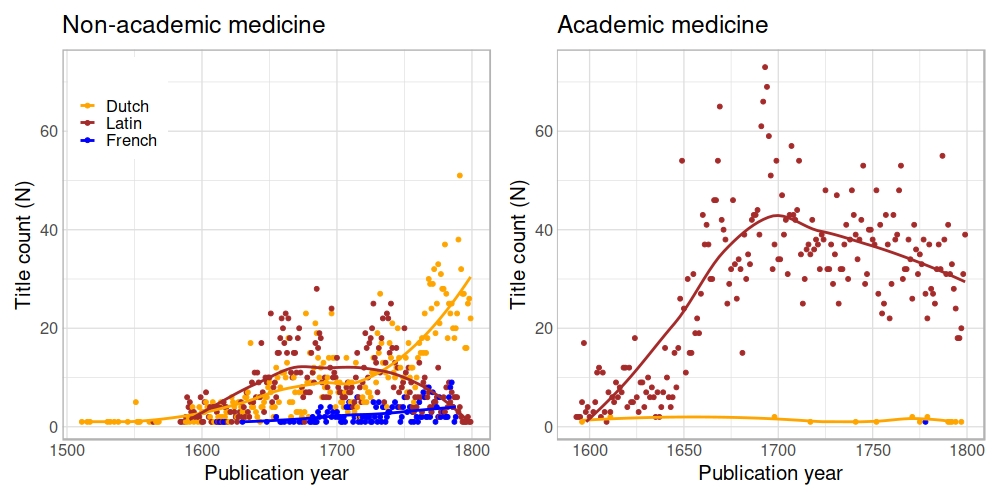 Non-academic medicine
Title count (N)
60
40
20
0
Dutch
Latin
French
1500
1600
1700
1800
Publication year
Academic medicine
Title count (N)
60
40
20
0
1600
1650
1700
1750
1800
Publication year